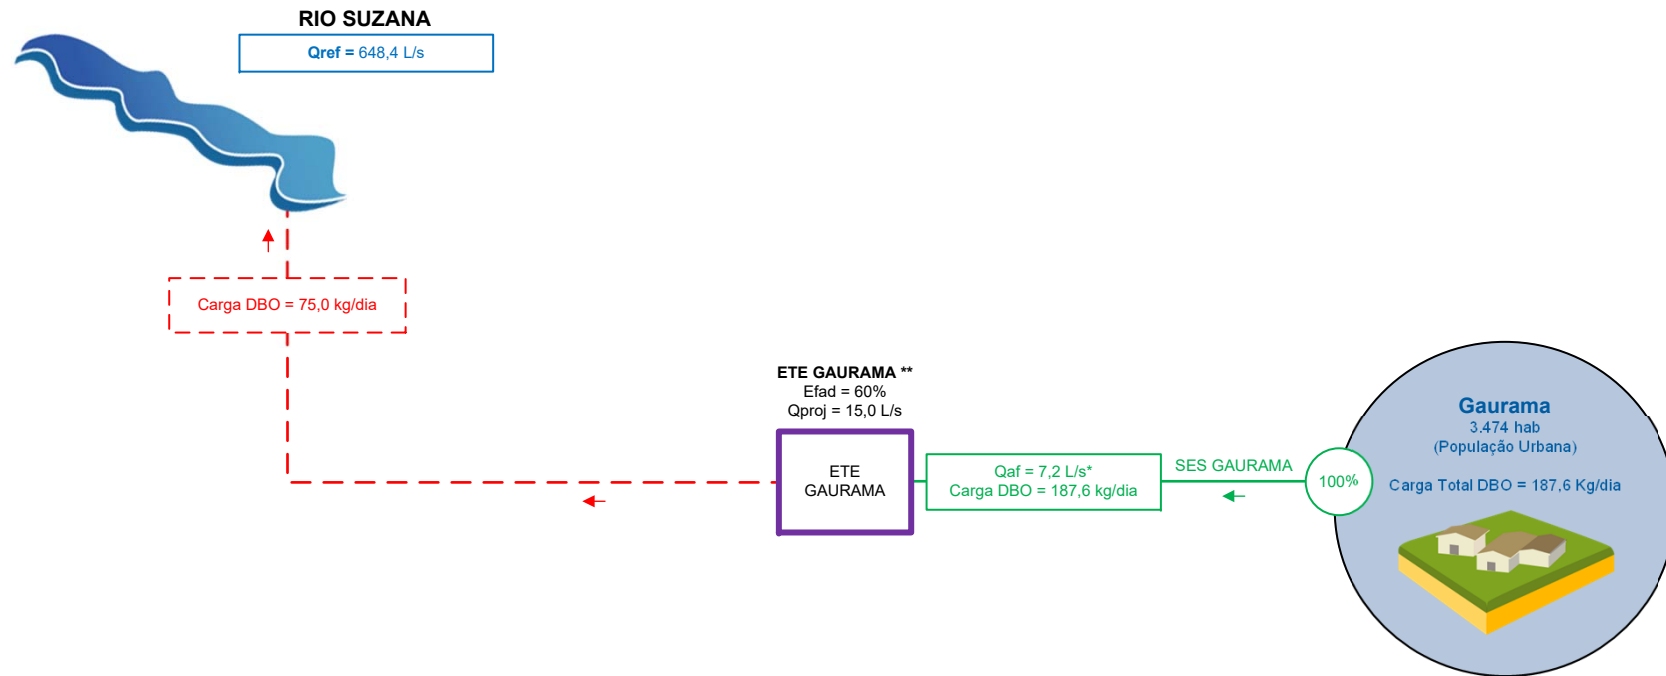 RIO SUZANA
Qref = 648,4 L/s
Carga DBO = 75,0 kg/dia
ETE GAURAMA **
Efad = 60%
Qproj = 15,0 L/s
ETE
GAURAMA
Qaf = 7,2 L/s*
Carga DBO = 187,6 kg/dia
SES GAURAMA
100%
Gaurama
3.474 hab
(População Urbana)
Carga Total DBO = 187,6 Kg/dia